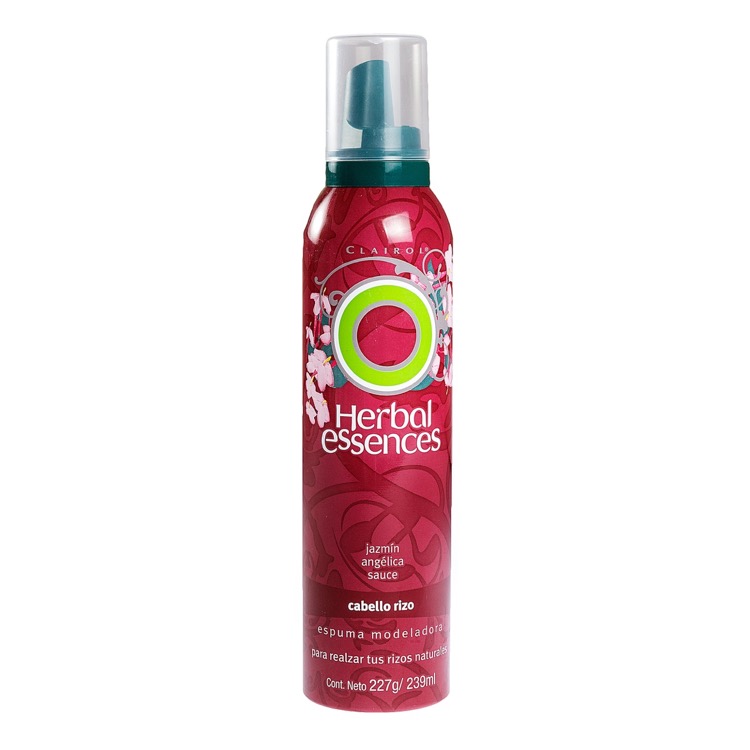 CLAIROL®
Herbal
essences
jazmín
angélica
sauce
cabello rizo
espuma modeladora
para realzar tus rizos naturales
Cont. Neto 227g/ 239ml